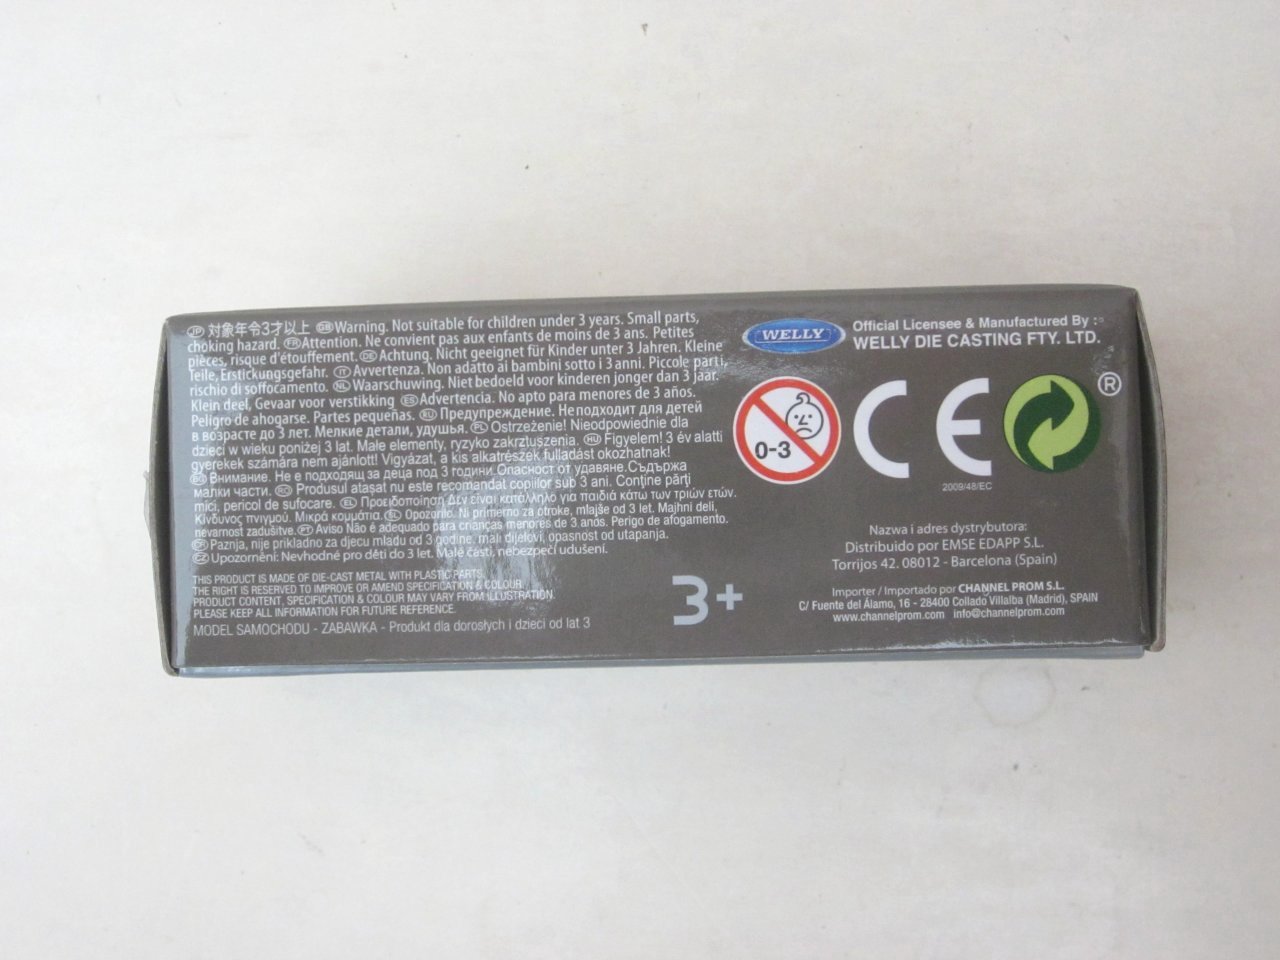 JP 対象年令3才以上 GB Warning. Not suitable for children under 3 years. Small parts,
choking hazard. FR Attention. Ne convient pas aux enfants de moins de 3 ans. Petites
pièces, risque d'étouffement. DE Achtung. Nicht geeignet für Kinder unter 3 Jahren. Kleine
Teile, Erstickungsgefahr. IT Avvertenza. Non adatto ai bambini sotto i 3 anni. Piccole parti,
rischio di soffocamento. NL Waarschuwing. Niet bedoeld voor kinderen jonger dan 3 jaar.
Klein deel, Gevaar voor verstikking ES Advertencia. No apto para menores de 3 años.
Peligro de ahogarse. Partes pequeñas. RU Предупреждение. Неподходит для детей
в возрасте до 3 лет. Мелкие детали, удушья. PL Ostrzeżenie! Nieodpowiednie dla
dzieci w wieku poniżej 3 lat. Małe elementy, ryzyko zakrztuszenia. HU Figyelem! 3 év alatti
gyerekek számára nem ajánlott! Vigyázat, a kis alkatrészek fulladást okozhatnak!
BG Внимание. Не е подходящ за деца под 3 години. Опасност от удавяне. Съдържа
малки части. RO Produsul atașat nu este recomandat copiilor sub 3 ani. Conține părți
mici, pericol de sufocare. EL Προειδοποίηση Δεν είναι κατάλληλο για παιδιά κάτω των τριών ετών.
Κίνδυνος πνιγμού. Μικρά κομμάτια. SL Opozorilo. Ni primerno za otroke, mlajše od 3 let. Majhni deli,
nevarnost zadušitve. PT Aviso Não é adequado para crianças menores de 3 anos. Perigo de afogamento.
Paznja, nije prikladno za djecu mladu od 3 godine. mali dijelovi, opasnost od utapanja.
CZ Upozornění: Nevhodné pro děti do 3 let. Malé části, nebezpečí udušení.
THIS PRODUCT IS MADE OF DIE-CAST METAL WITH PLASTIC PARTS.
THE RIGHT IS RESERVED TO IMPROVE OR AMEND SPECIFICATION & COLOUR.
PRODUCT CONTENT, SPECIFICATION & COLOUR MAY VARY FROM ILLUSTRATION.
PLEASE KEEP ALL INFORMATION FOR FUTURE REFERENCE.
MODEL SAMOCHODU - ZABAWKA - Produkt dla dorosłych i dzieci od lat 3
3+
WELLY
Official Licensee & Manufactured By :
WELLY DIE CASTING FTY. LTD.
0-3
CE
2009/48/EC
®
Nazwa i adres dystrybutora:
Distribuido por EMSE EDAPP S.L.
Torrijos 42. 08012 - Barcelona (Spain)
Importer / Importado por CHANNEL PROM S.L.
C/ Fuente del Álamo, 16 - 28400 Collado Villalba (Madrid), SPAIN
www.channelprom.com info@channelprom.com